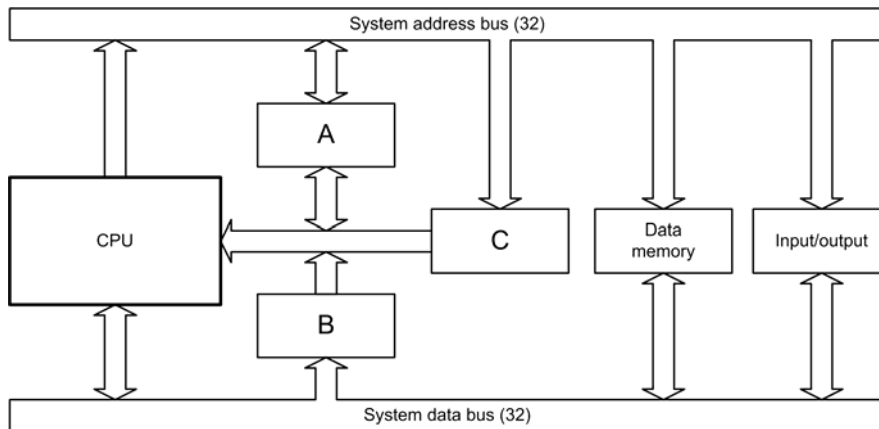 System address bus (32)
A
CPU
C
Data
memory
Input/output
B
System data bus (32)